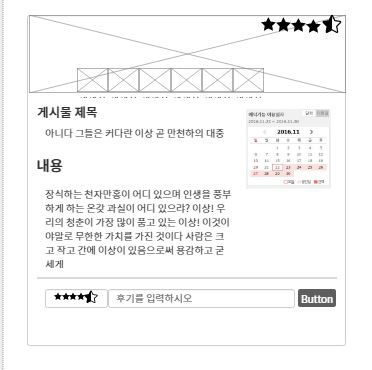 게시물 제목
아니다 그들은 커다란 이상 곧 만천하의 대중
2016.11
내용
장식하는 천자만홍이 어디 있으며 인생을 풍부
하게 하는 온갖 과실이 어디 있으랴? 이상! 우
리의 청춘이 가장 많이 품고 있는 이상! 이것이
야말로 무한한 가치를 가진 것이다 사람은 크
고 작고 간에 이상이 있음으로써 용감하고 굳
세게
후기를 입력하시오
Button